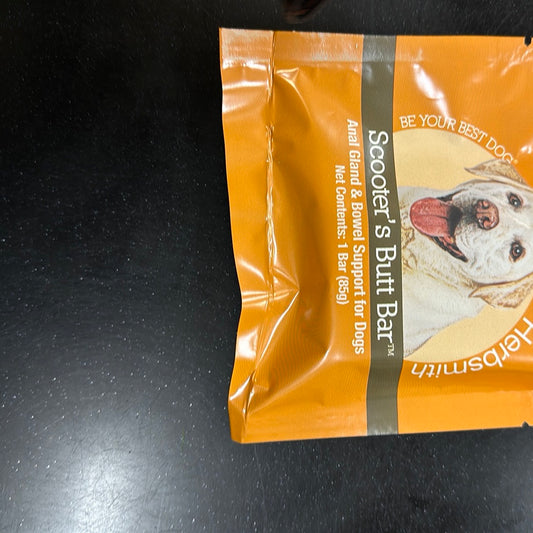 BE YOUR BEST DOG®
Herbsmith
Scooter's Butt Bar™
Anal Gland & Bowel Support for Dogs
Net Contents: 1 Bar (85g)